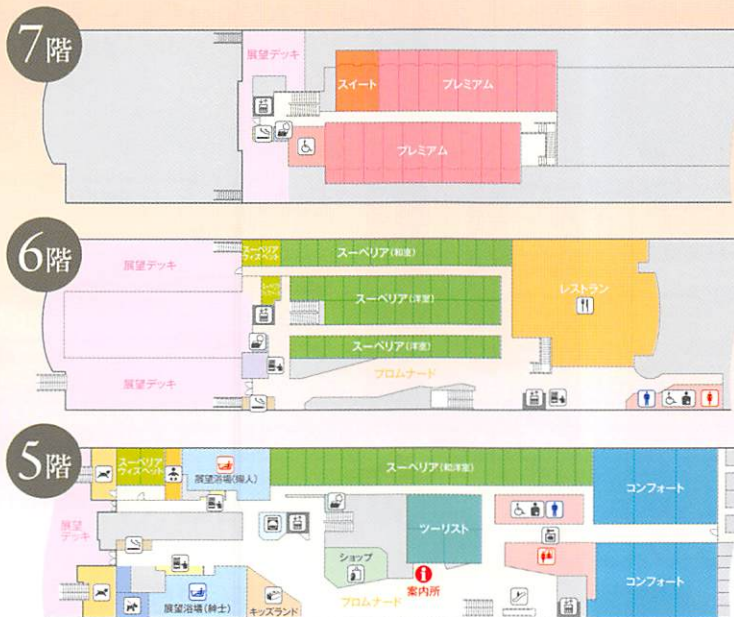 7階
展望デッキ
スイート
プレミアム
プレミアム
6階
展望デッキ
スーペリア
ウィズペット
スーペリア(和室)
スーペリア(洋室)
レストラン
スーペリア(洋室)
プロムナード
展望デッキ
5階
スーペリア
ウィズペット
展望浴場(婦人)
スーペリア(和洋室)
コンフォート
展望
デッキ
ツーリスト
ショップ
案内所
コンフォート
展望浴場(紳士)
キッズランド
プロムナード